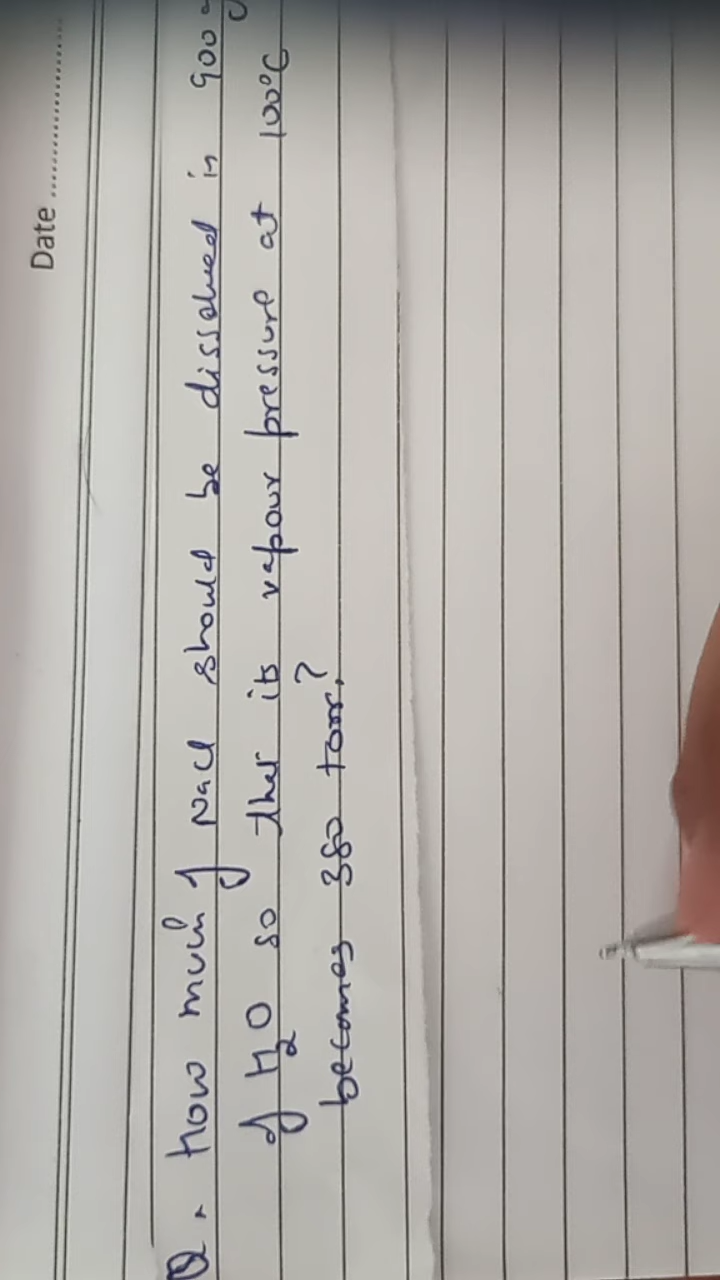 Date
Q. How much of NaCl should be dissolved in 900 g
of H2O so that its vapour pressure at 100°C
becomes 380 torr.?